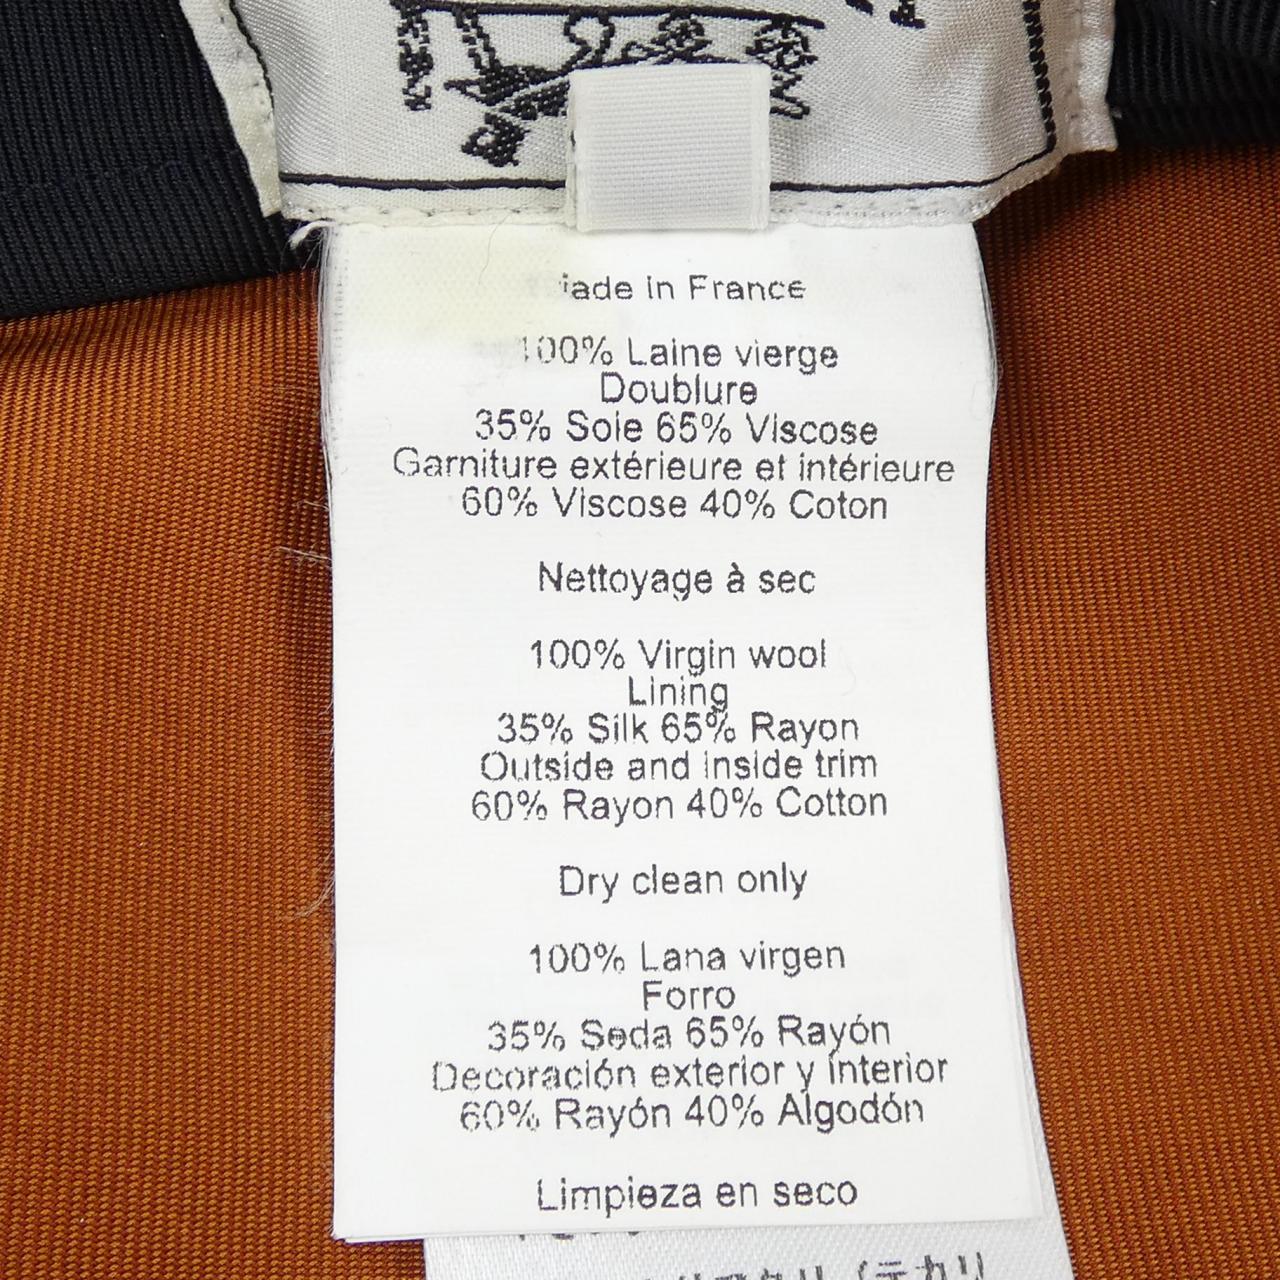 ade in France
100% Laine vierge
Doublure
35% Soie 65% Viscose
Garniture extérieure et intérieure
60% Viscose 40% Coton
Nettoyage à sec
100% Virgin wool
Lining
35% Silk 65% Rayon
Outside and inside trim
60% Rayon 40% Cotton
Dry clean only
100% Lana virgen
Forro
35% Seda 65% Rayón
Decoración exterior y interior
60% Rayón 40% Algodón
Limpieza en seco